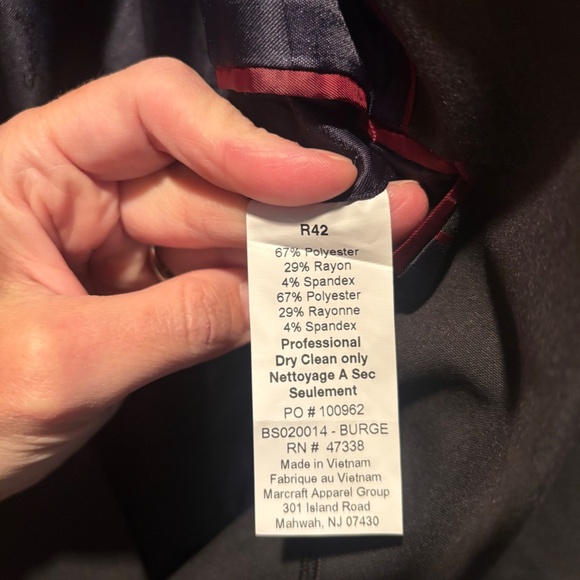 R42
67% Polyester
29% Rayon
4% Spandex
67% Polyester
29% Rayonne
4% Spandex
Professional
Dry Clean only
Nettoyage A Sec
Seulement
PO # 100962
BS020014 - BURGE
RN # 47338
Made in Vietnam
Fabrique au Vietnam
Marcraft Apparel Group
301 Island Road
Mahwah, NJ 07430